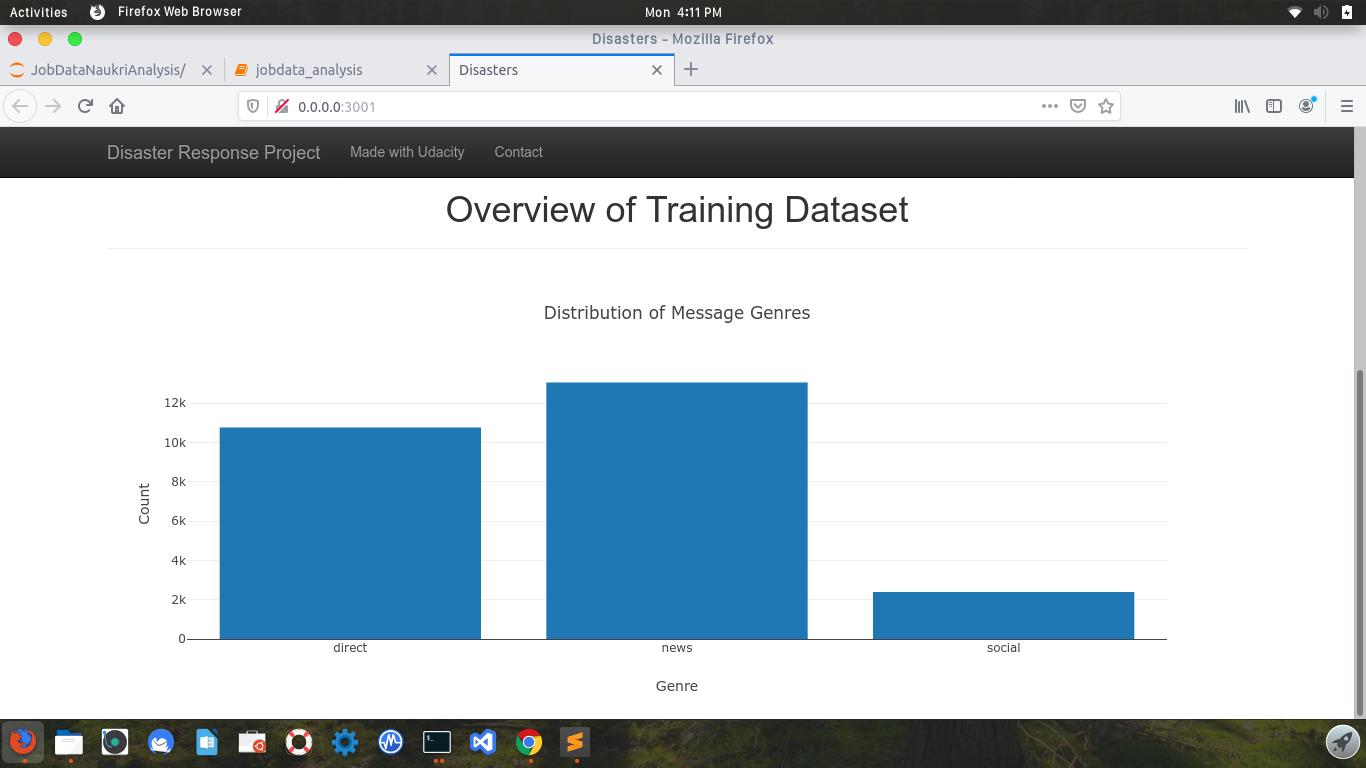 Activities Firefox Web Browser Mon 4:11 PM
Disasters - Mozilla Firefox
JobDataNaukriAnalysis/ jobdata_analysis Disasters
0.0.0.0:3001
Disaster Response Project Made with Udacity Contact
Overview of Training Dataset
Distribution of Message Genres
12k
10k
8k
6k
4k
2k
0
Count
direct news social
Genre